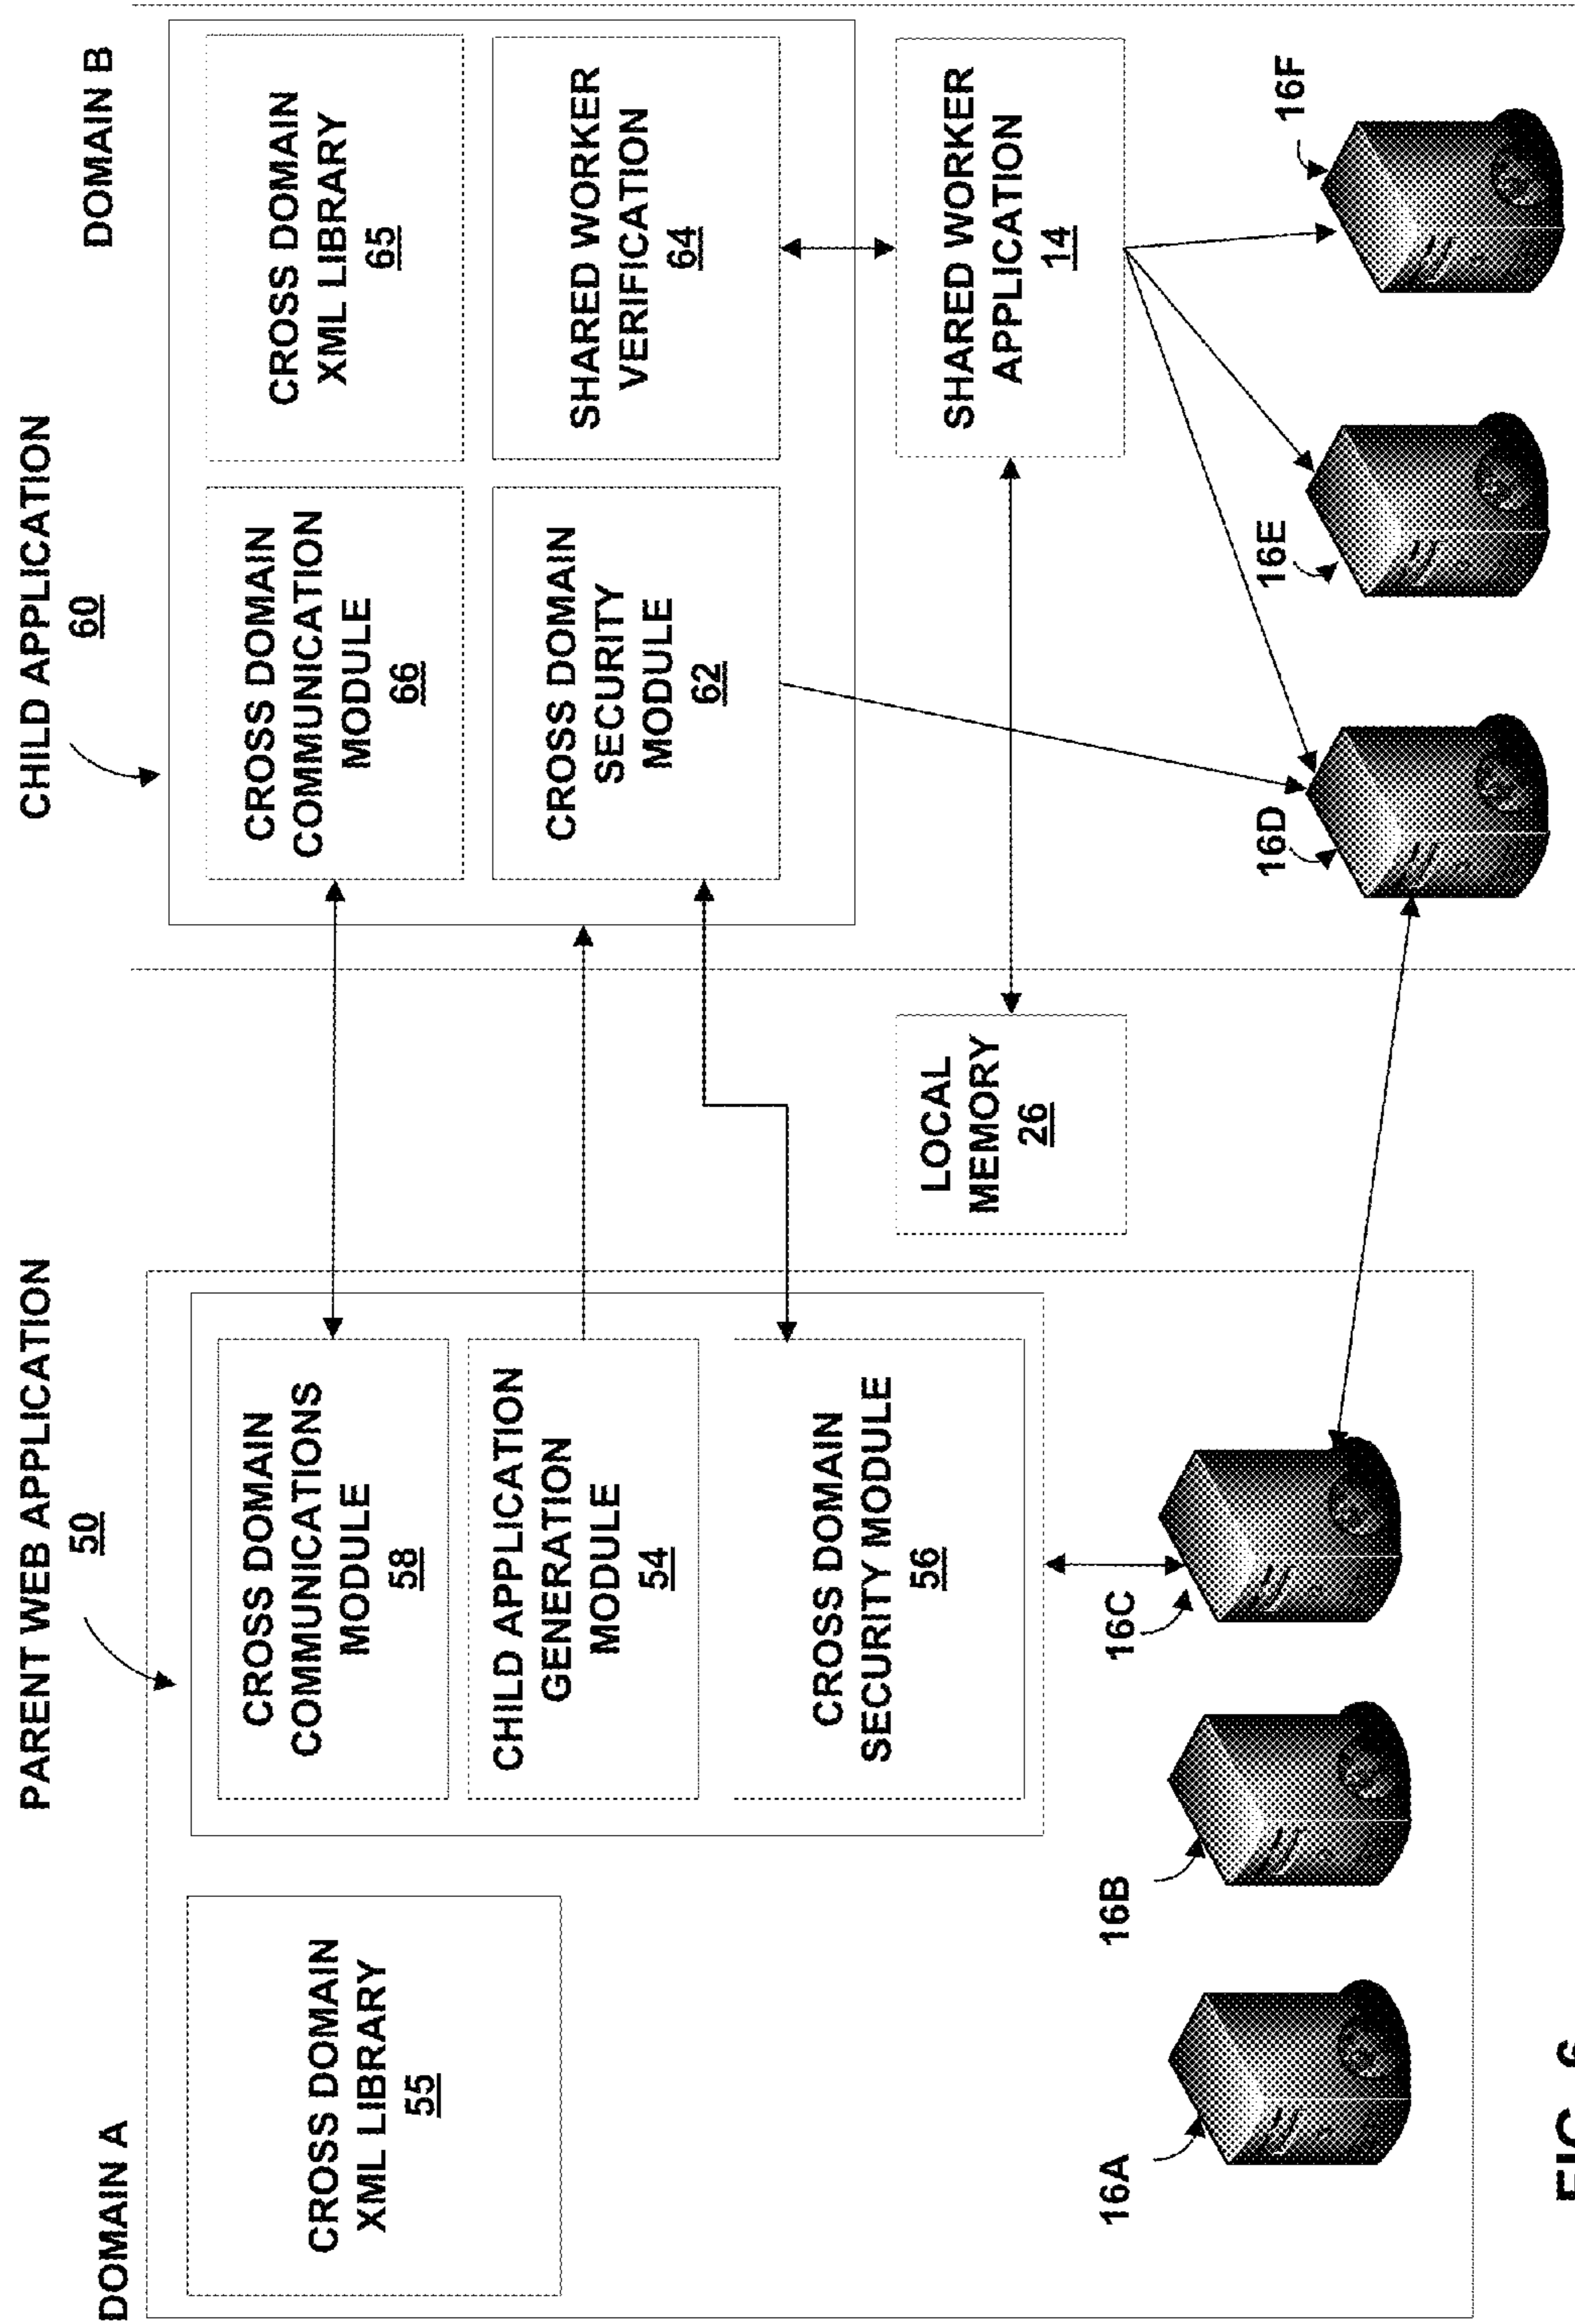 PARENT WEB APPLICATION
50
CHILD APPLICATION
60
DOMAIN A
DOMAIN B
CROSS DOMAIN
XML LIBRARY
55
CROSS DOMAIN
COMMUNICATIONS
MODULE
58
CHILD APPLICATION
GENERATION
MODULE
54
CROSS DOMAIN
SECURITY MODULE
56
CROSS DOMAIN
COMMUNICATION
MODULE
66
CROSS DOMAIN
XML LIBRARY
65
CROSS DOMAIN
SECURITY
MODULE
62
SHARED WORKER
VERIFICATION
64
LOCAL
MEMORY
26
SHARED WORKER
APPLICATION
14
16A
16B
16C
16D
16E
16F
FIG. 6